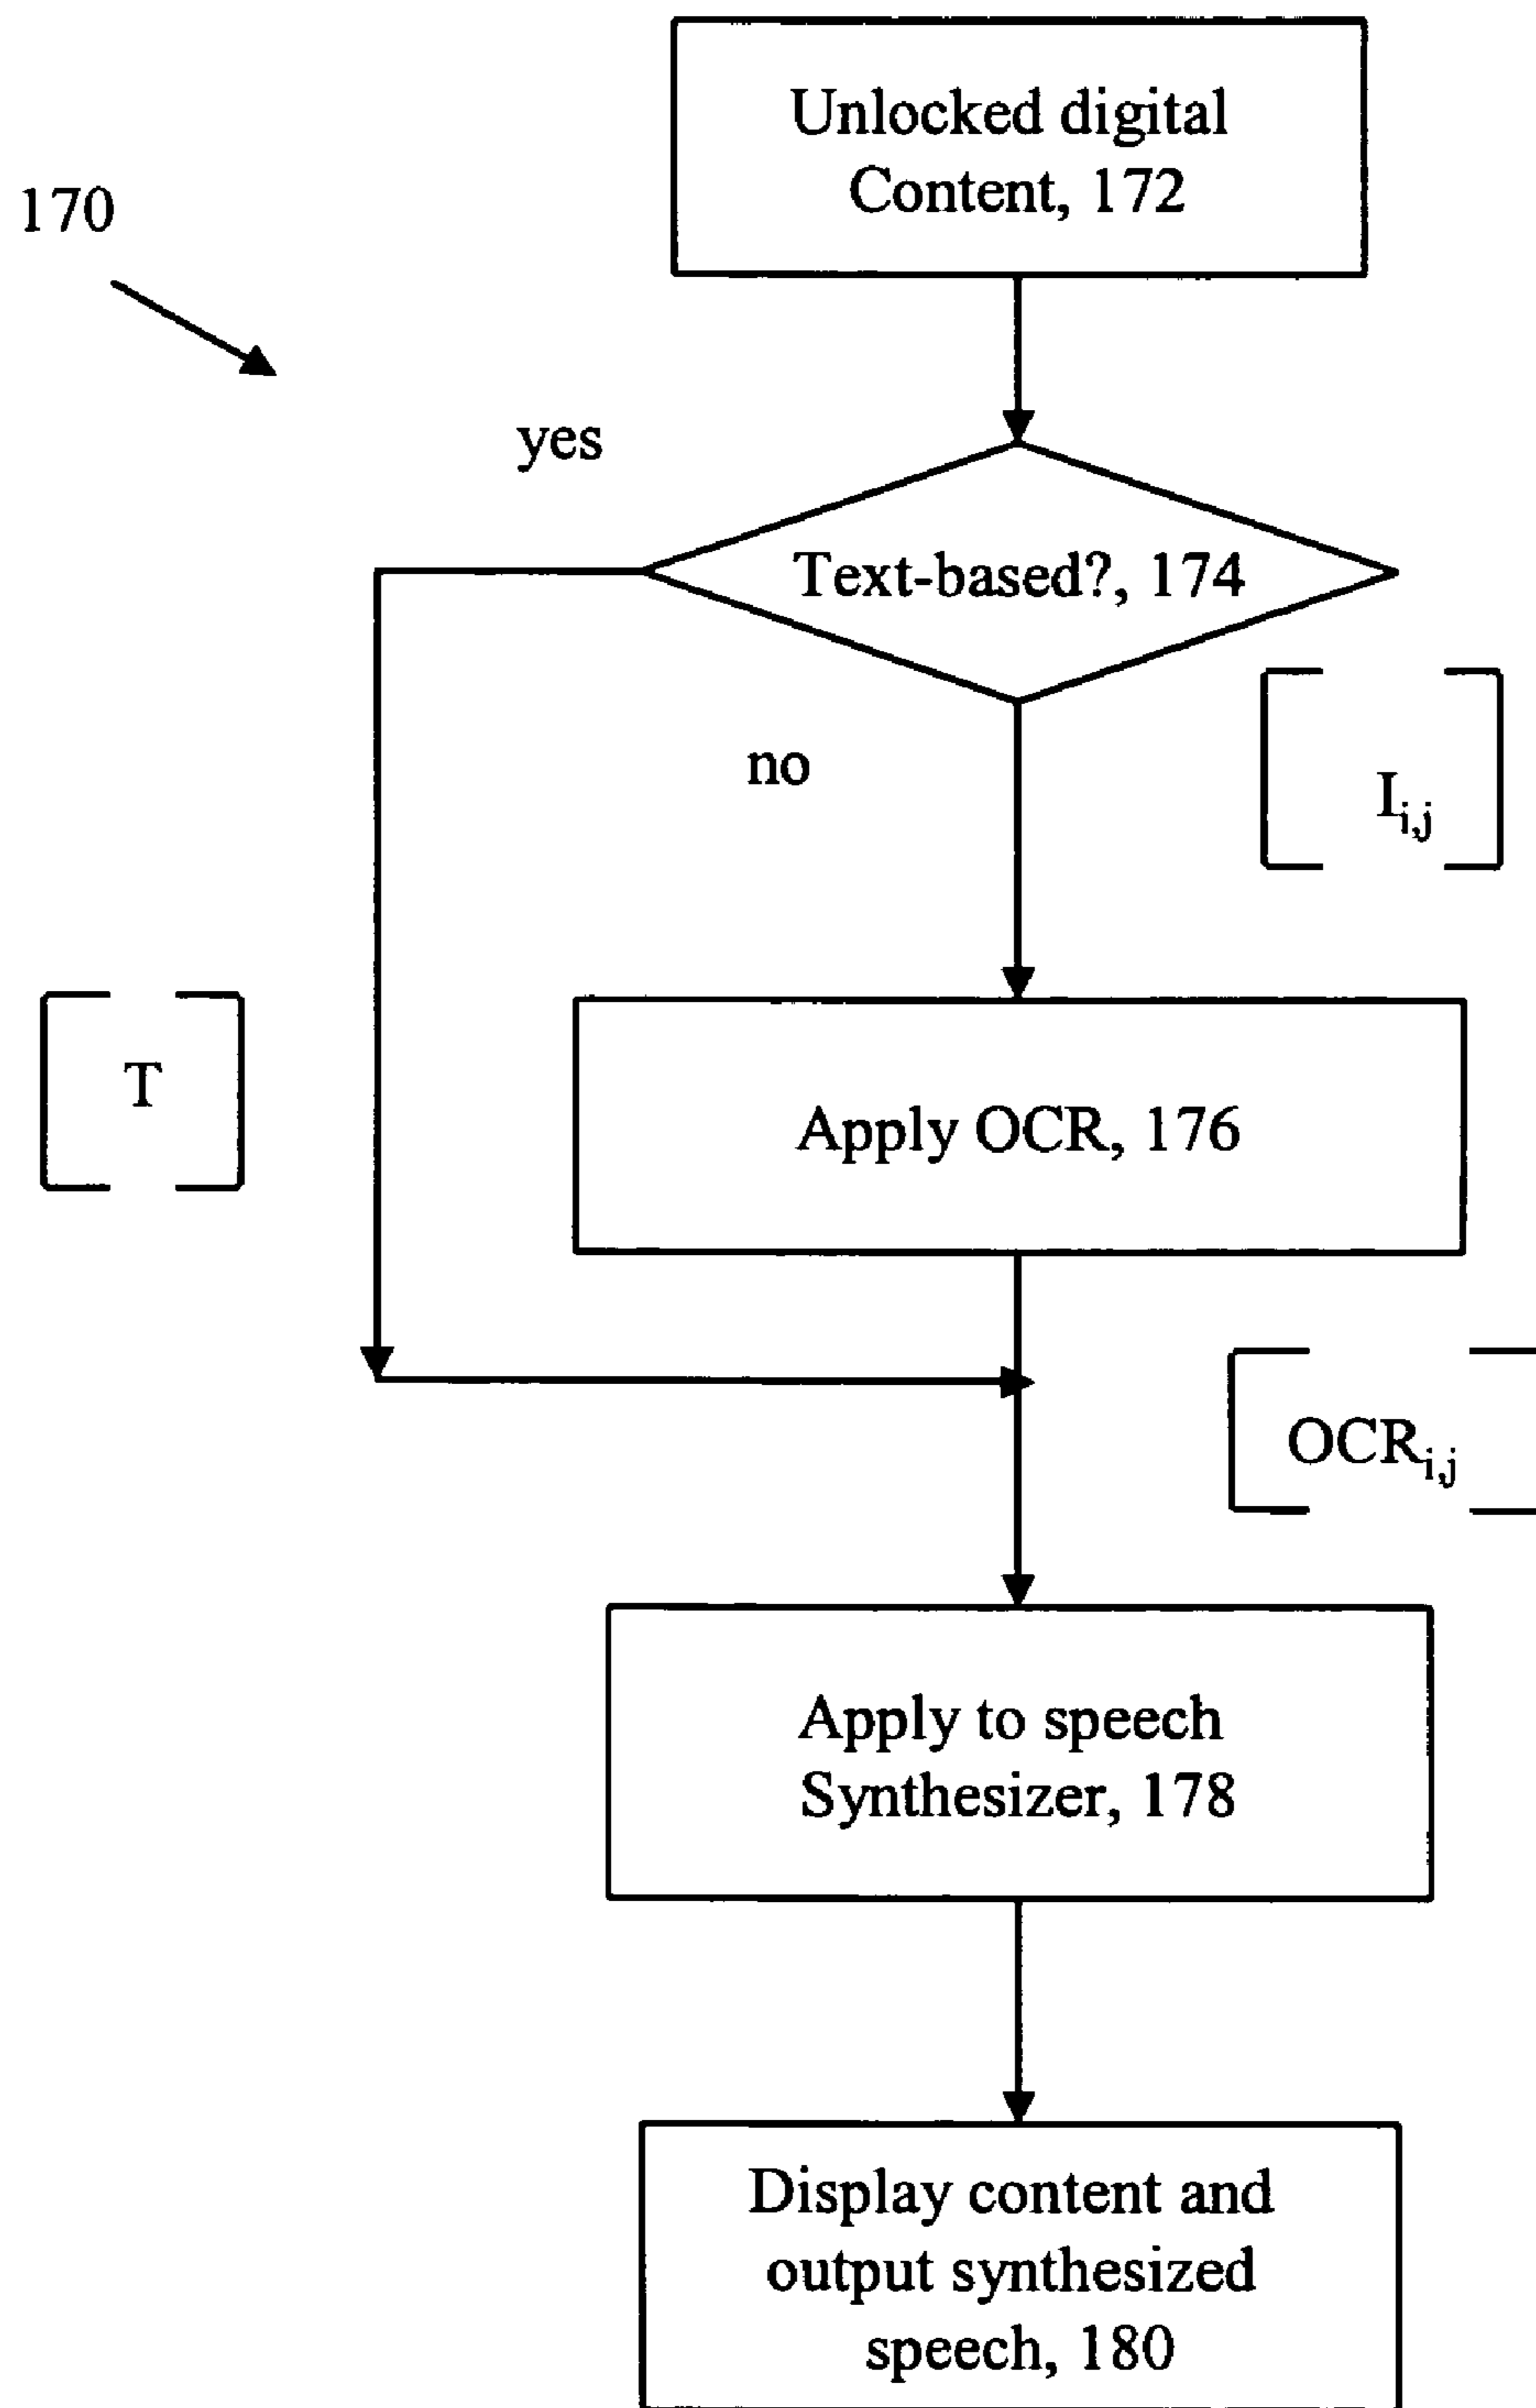 Unlocked digital
Content, 172
170
yes
Text-based?, 174
no
I_{i,j}
T
Apply OCR, 176
OCR_{i,j}
Apply to speech
Synthesizer, 178
Display content and
output synthesized
speech, 180